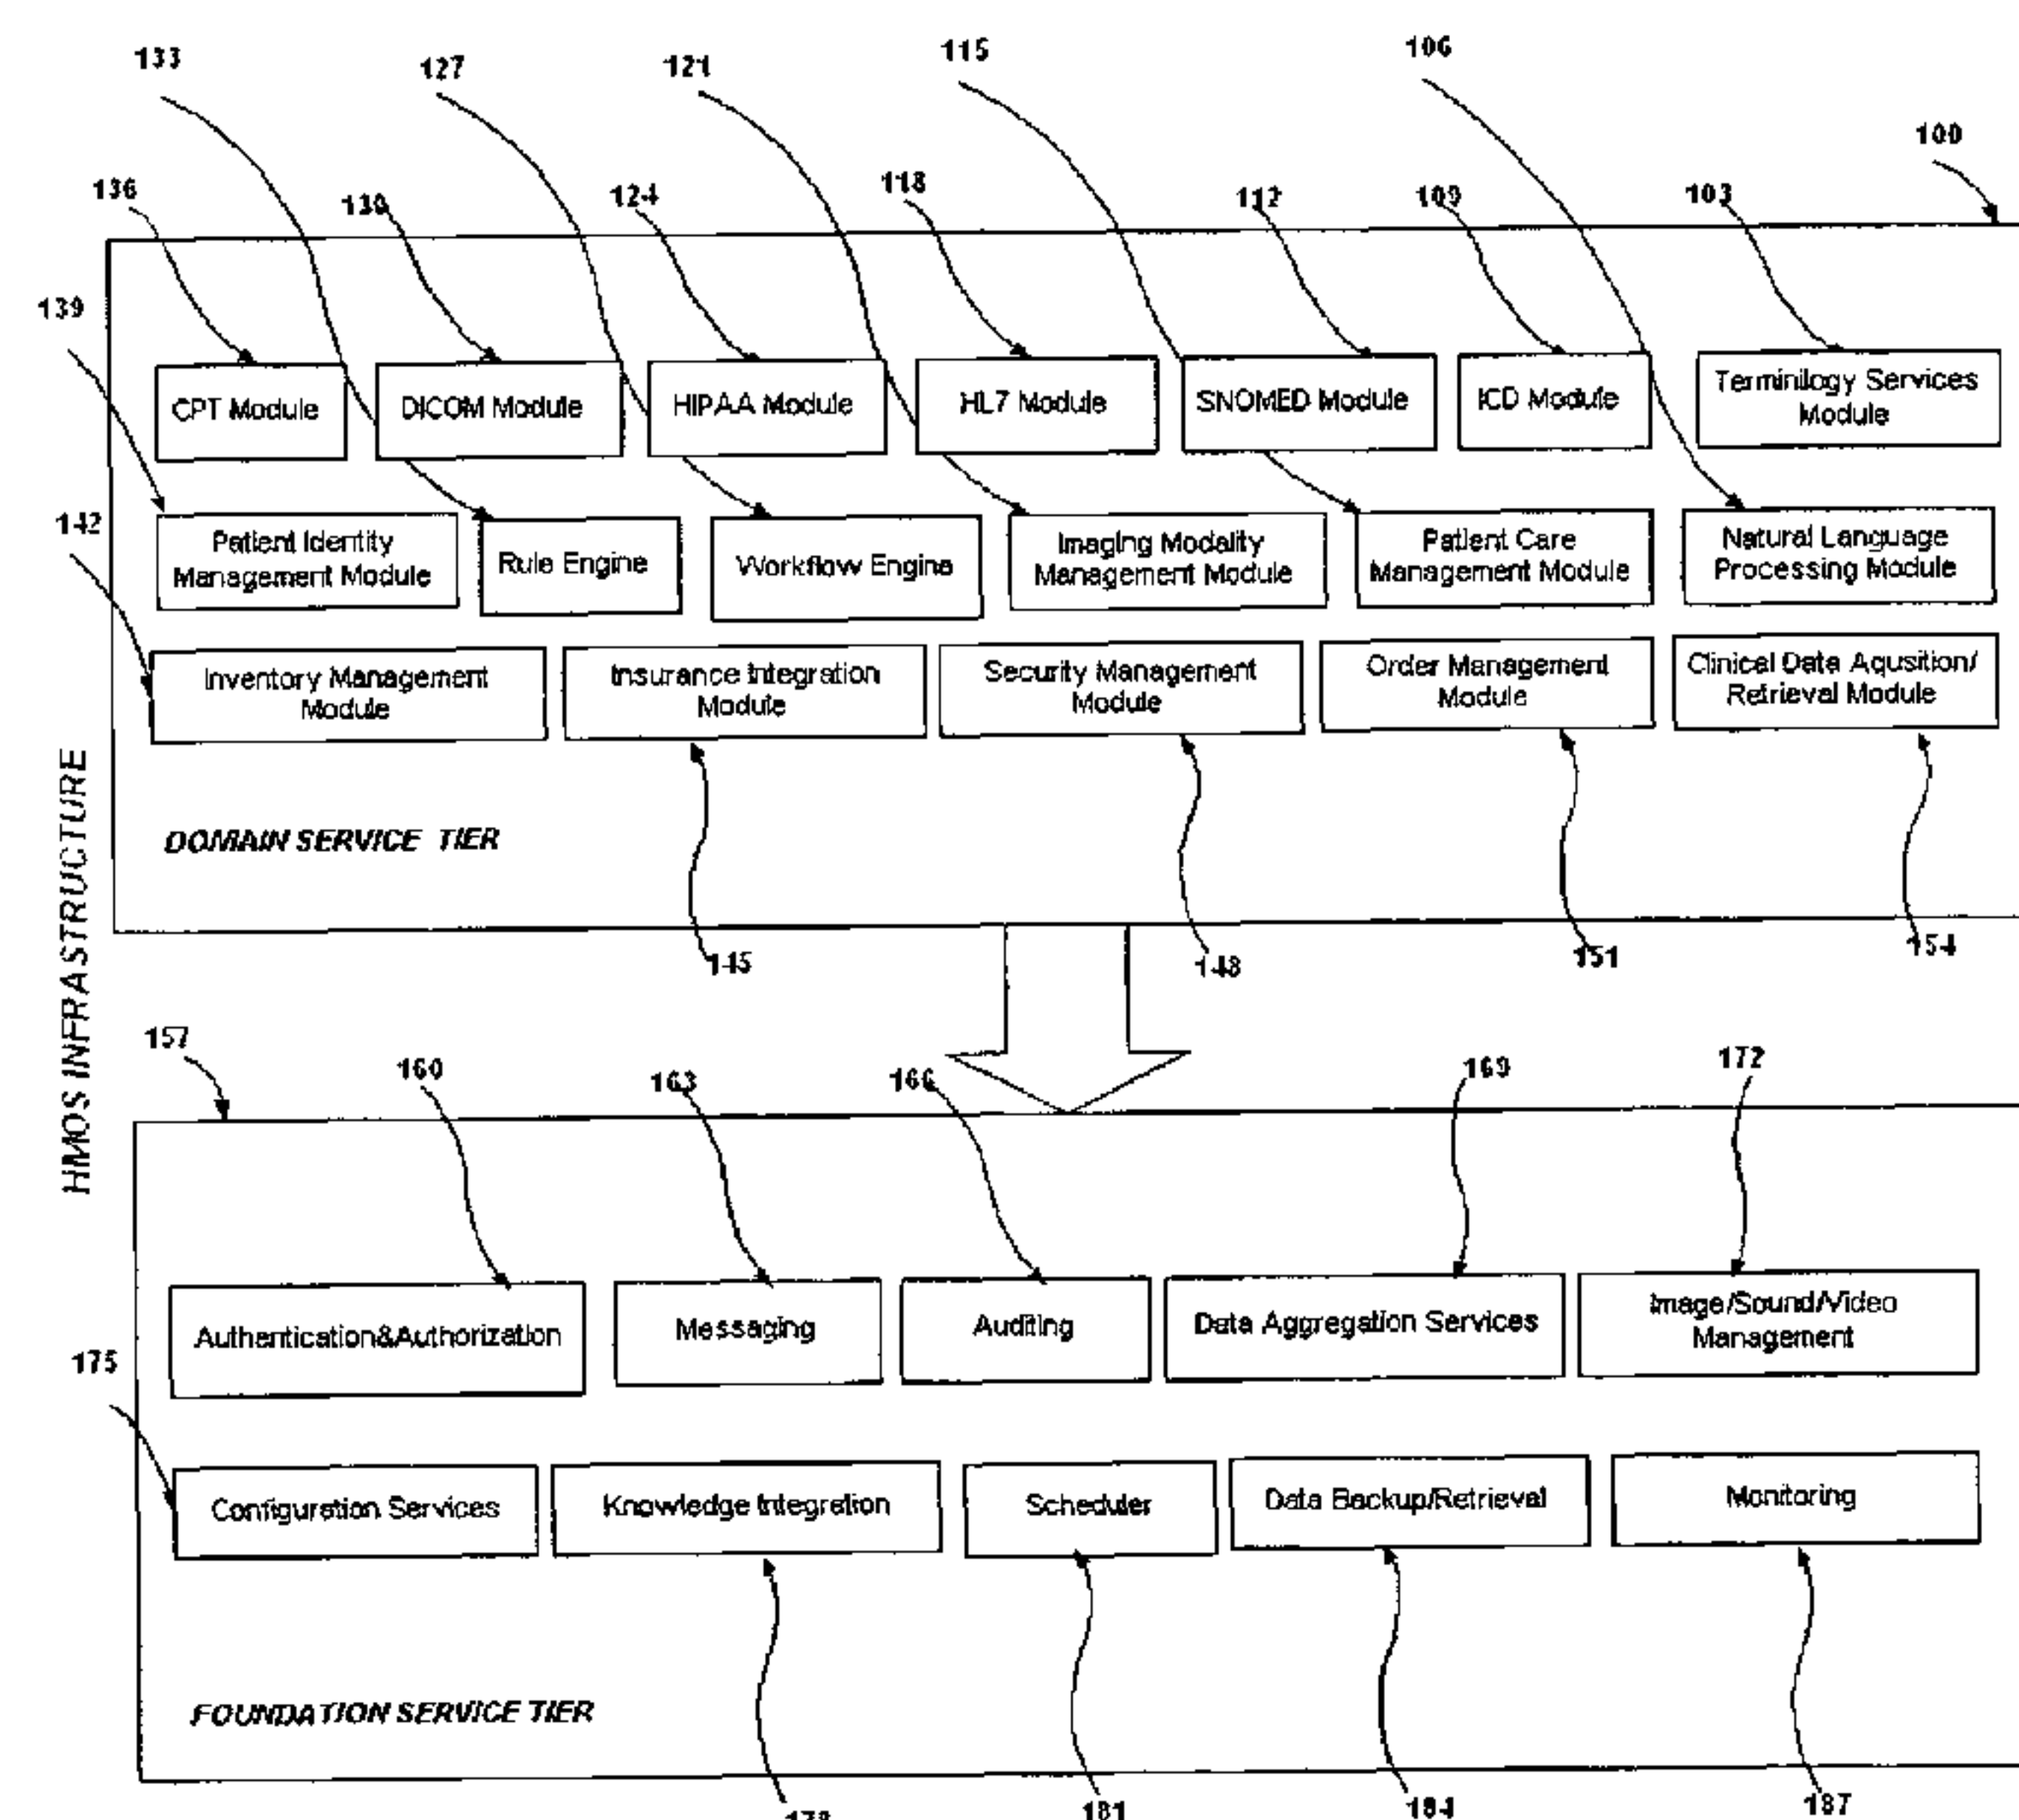 133
127
121
115
106
100
136
130
124
118
112
109
103
139
CPT Module
DICOM Module
HIPAA Module
HL7 Module
SNOMED Module
ICD Module
Terminilogy Services
Module
142
Patient Identity
Management Module
Rule Engine
Workflow Engine
Imaging Modality
Management Module
Patient Care
Management Module
Natural Language
Processing Module
Inventory Management
Module
Insurance Integration
Module
Security Management
Module
Order Management
Module
Clinical Data Aqusition/
Retrieval Module
DOMAIN SERVICE TIER
HMOS INFRASTRUCTURE
145
148
151
154
157
160
163
166
169
172
Authentication&Authorization
Messaging
Auditing
Data Aggregation Services
Image/Sound/Video
Management
175
Configuration Services
Knowledge Integration
Scheduler
Data Backup/Retrieval
Monitoring
FOUNDATION SERVICE TIER
178
181
184
187